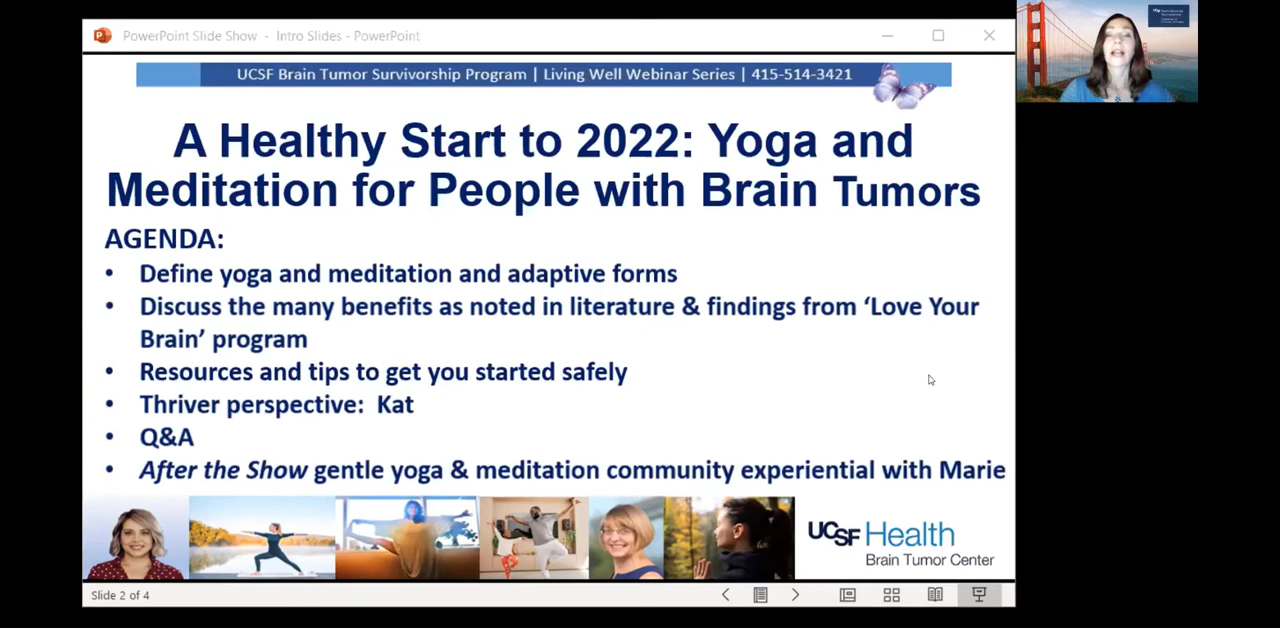 PowerPoint Slide Show - Intro Slides - PowerPoint
UCSF Brain Tumor Survivorship Program | Living Well Webinar Series | 415-514-3421
A Healthy Start to 2022: Yoga and
Meditation for People with Brain Tumors
AGENDA:
• Define yoga and meditation and adaptive forms
• Discuss the many benefits as noted in literature & findings from ‘Love Your
Brain’ program
• Resources and tips to get you started safely
• Thriver perspective: Kat
• Q&A
• After the Show gentle yoga & meditation community experiential with Marie
UCSF Health
Brain Tumor Center
Slide 2 of 4
UCSF